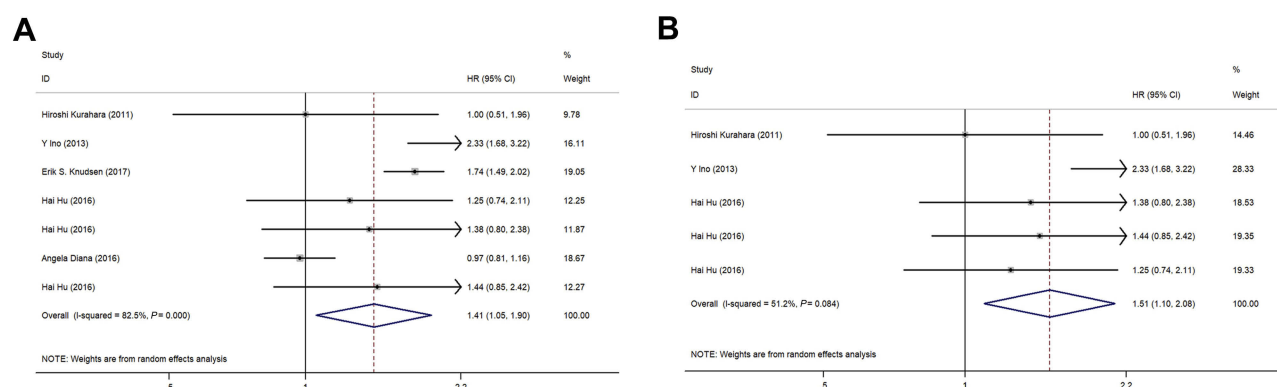 A
Study %
ID HR (95% CI) Weight
Hiroshi Kurahara (2011) 1.00 (0.51, 1.96) 9.78
Y Ino (2013) 2.33 (1.68, 3.22) 16.11
Erik S. Knudsen (2017) 1.74 (1.49, 2.02) 19.05
Hai Hu (2016) 1.25 (0.74, 2.11) 12.25
Hai Hu (2016) 1.38 (0.80, 2.38) 11.87
Angela Diana (2016) 0.97 (0.81, 1.16) 18.67
Hai Hu (2016) 1.44 (0.85, 2.42) 12.27
Overall (I-squared = 82.5%, P = 0.000) 1.41 (1.05, 1.90) 100.00
NOTE: Weights are from random effects analysis
.5 1 2.2
B
Study %
ID HR (95% CI) Weight
Hiroshi Kurahara (2011) 1.00 (0.51, 1.96) 14.46
Y Ino (2013) 2.33 (1.68, 3.22) 28.33
Hai Hu (2016) 1.38 (0.80, 2.38) 18.53
Hai Hu (2016) 1.44 (0.85, 2.42) 19.35
Hai Hu (2016) 1.25 (0.74, 2.11) 19.33
Overall (I-squared = 51.2%, P = 0.084) 1.51 (1.10, 2.08) 100.00
NOTE: Weights are from random effects analysis
.5 1 2.2